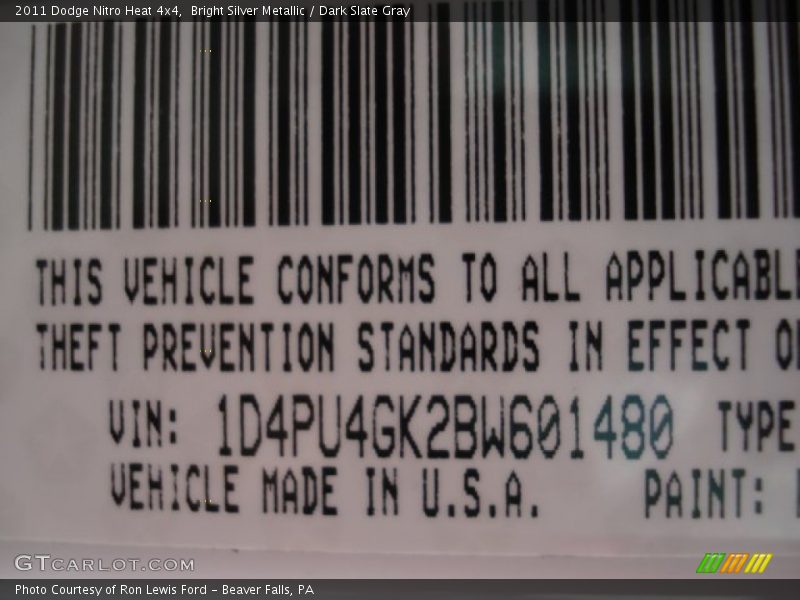 2011 Dodge Nitro Heat 4x4, Bright Silver Metallic / Dark Slate Gray
THIS VEHICLE CONFORMS TO ALL APPLICABLE
THEFT PREVENTION STANDARDS IN EFFECT
VIN: 1D4PU4GK2BW601480 TYPE
VEHICLE MADE IN U.S.A. PAINT:
GTCARLOT.COM
Photo Courtesy of Ron Lewis Ford - Beaver Falls, PA